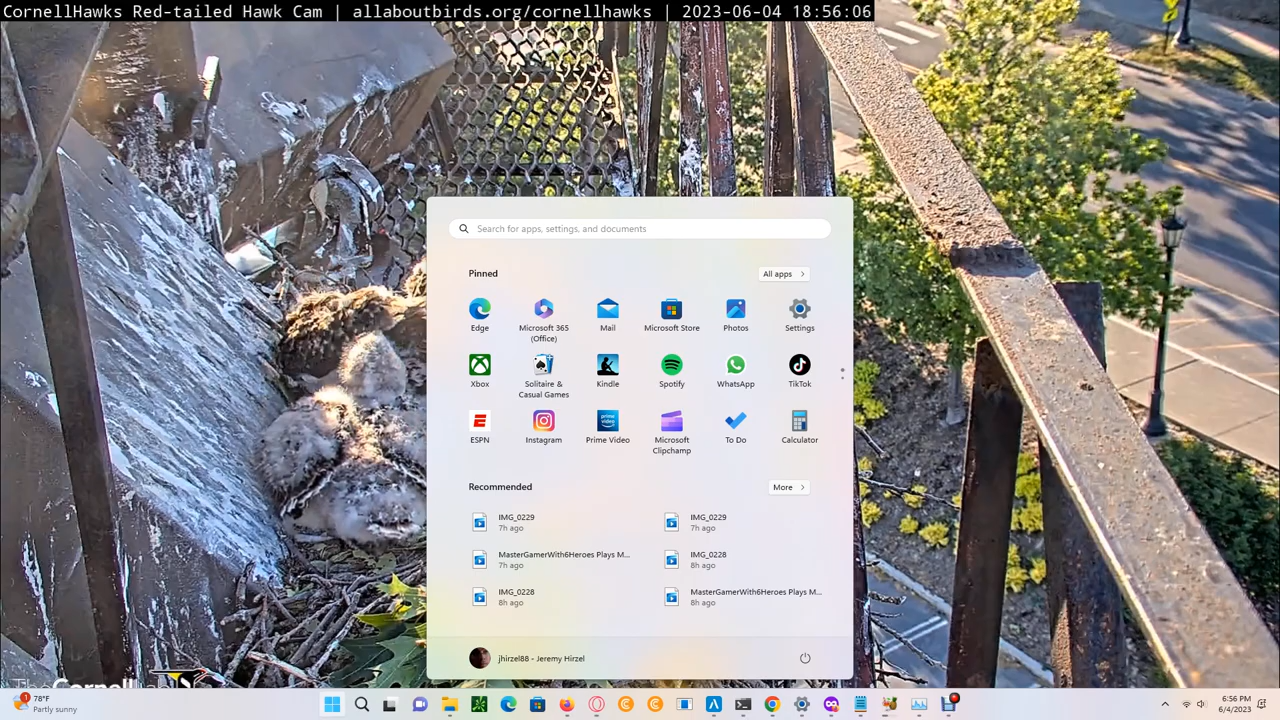 CornellHawks Red-tailed Hawk Cam | allaboutbirds.org/cornellhawks | 2023-06-04 18:56:06
Search for apps, settings, and documents
Pinned
All apps
Edge
Microsoft 365
(Office)
Mail
Microsoft Store
Photos
Settings
Xbox
Solitaire &
Casual Games
Kindle
Spotify
WhatsApp
TikTok
ESPN
Instagram
prime video
Prime Video
Microsoft
Clipchamp
To Do
Calculator
Recommended
More
IMG_0229
7h ago
IMG_0229
7h ago
MasterGamerWith6Heroes Plays M...
7h ago
IMG_0228
8h ago
IMG_0228
8h ago
MasterGamerWith6Heroes Plays M...
8h ago
jhirzel88 - Jeremy Hirzel
1
78°F
Partly sunny
6:56 PM
6/4/2023